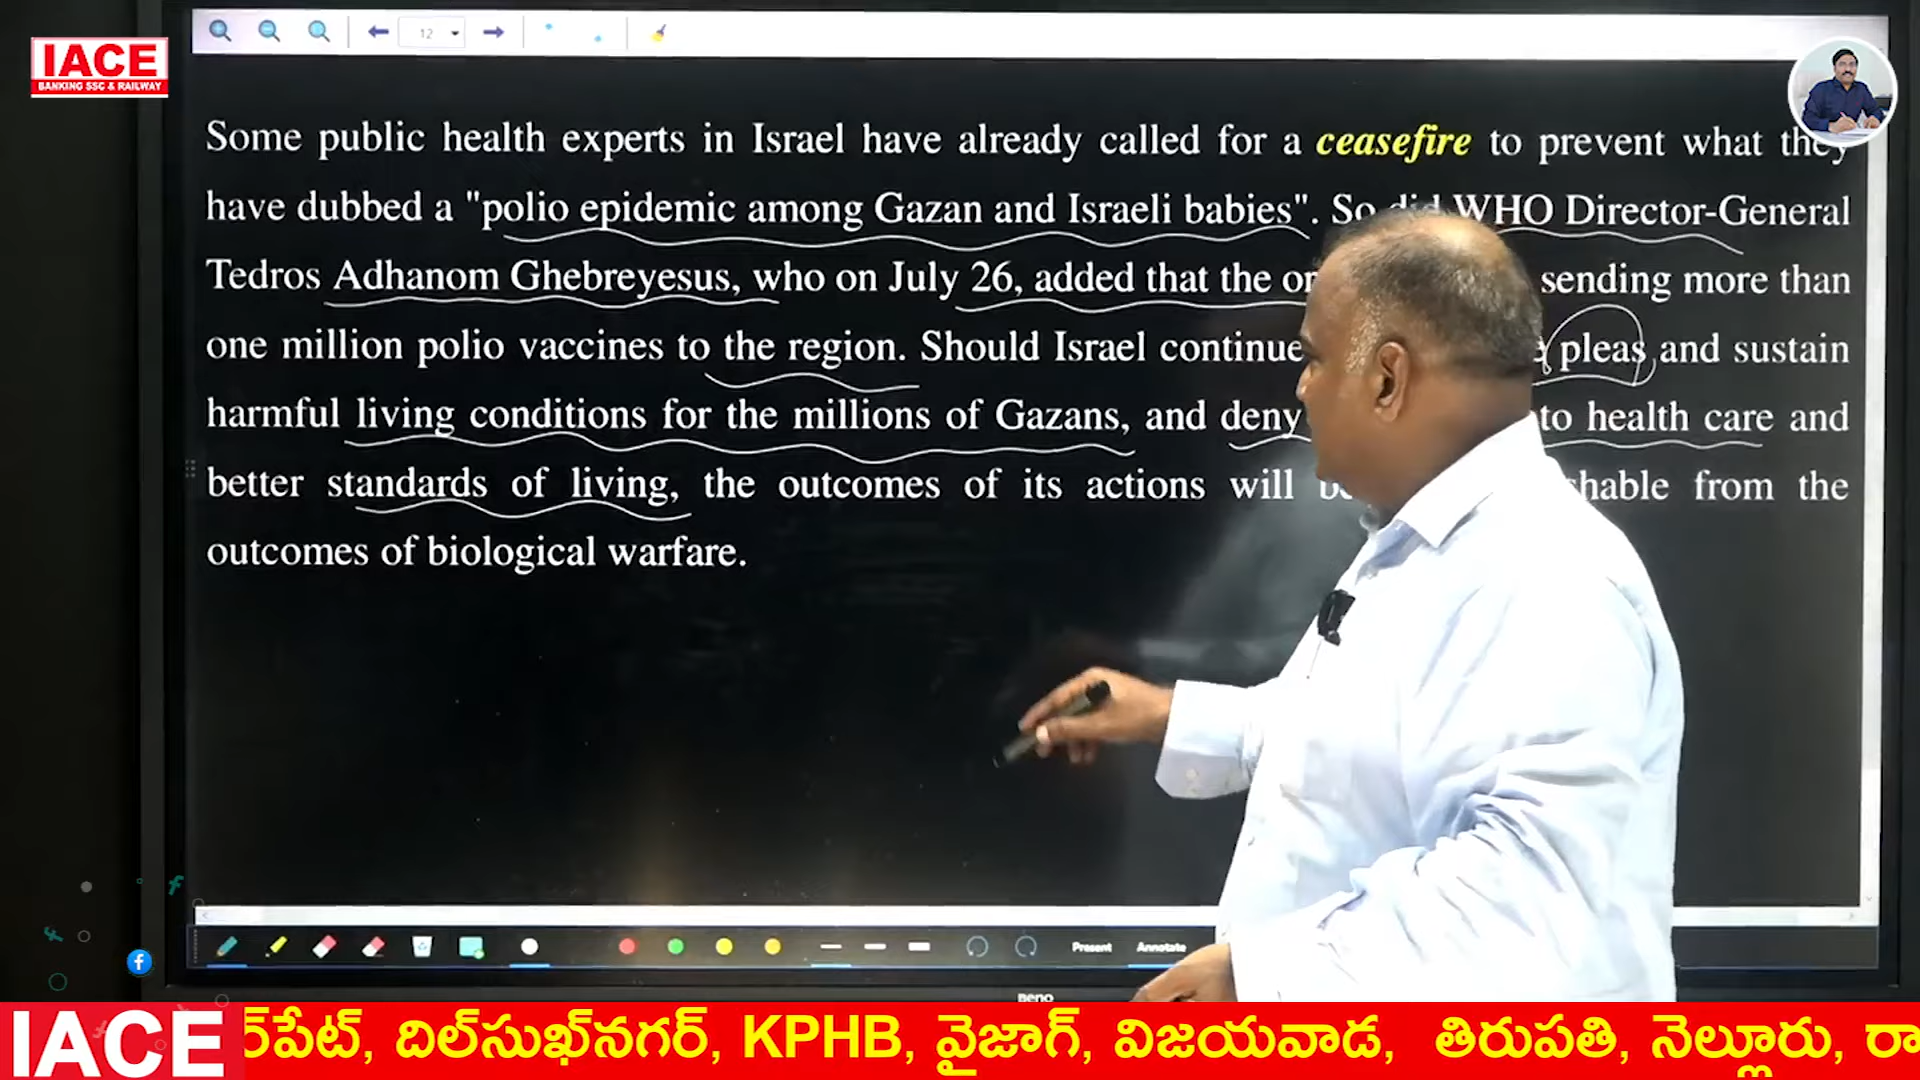 IACE
BANKING SSC & RAILWAY
12
Some public health experts in Israel have already called for a ceasefire to prevent what they
have dubbed a "polio epidemic among Gazan and Israeli babies". So did WHO Director-General
Tedros Adhanom Ghebreyesus, who on July 26, added that the sending more than
one million polio vaccines to the region. Should Israel continue pleas and sustain
harmful living conditions for the millions of Gazans, and deny to health care and
better standards of living, the outcomes of its actions will from the
outcomes of biological warfare.
Present Annotate
BenQ
IACE ర్‌పేట్, దిల్‌సుఖ్‌నగర్, KPHB, వైజాగ్, విజయవాడ, తిరుపతి, నెల్లూరు, రా